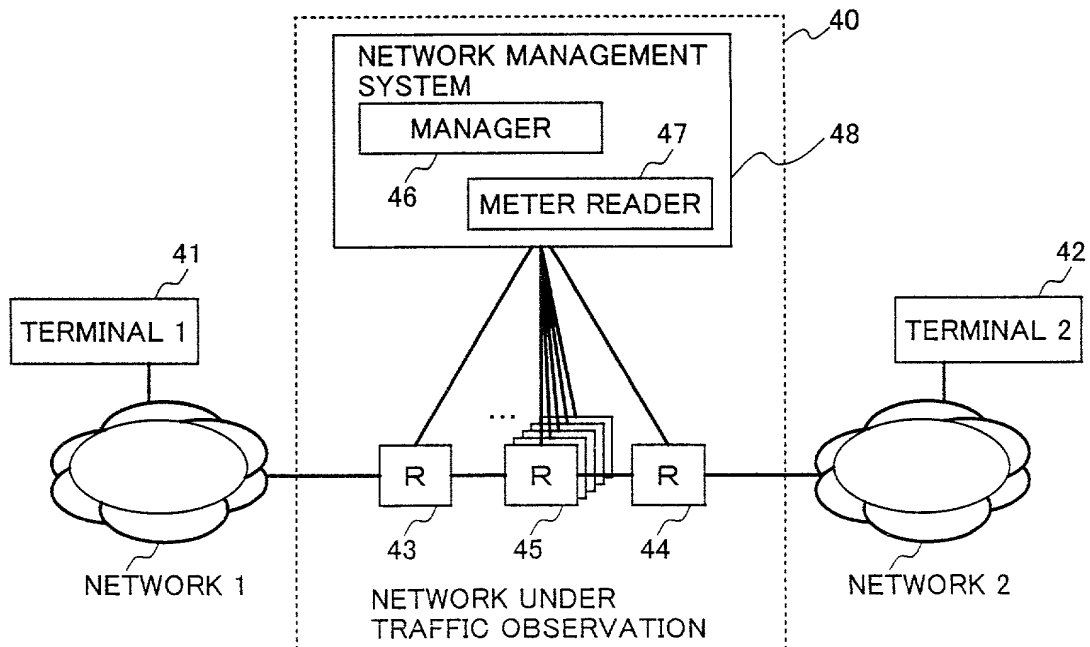 40
NETWORK MANAGEMENT
SYSTEM
MANAGER
46
47
METER READER
48
41
TERMINAL 1
42
TERMINAL 2
...
R
R
R
43
45
44
NETWORK 1
NETWORK 2
NETWORK UNDER
TRAFFIC OBSERVATION